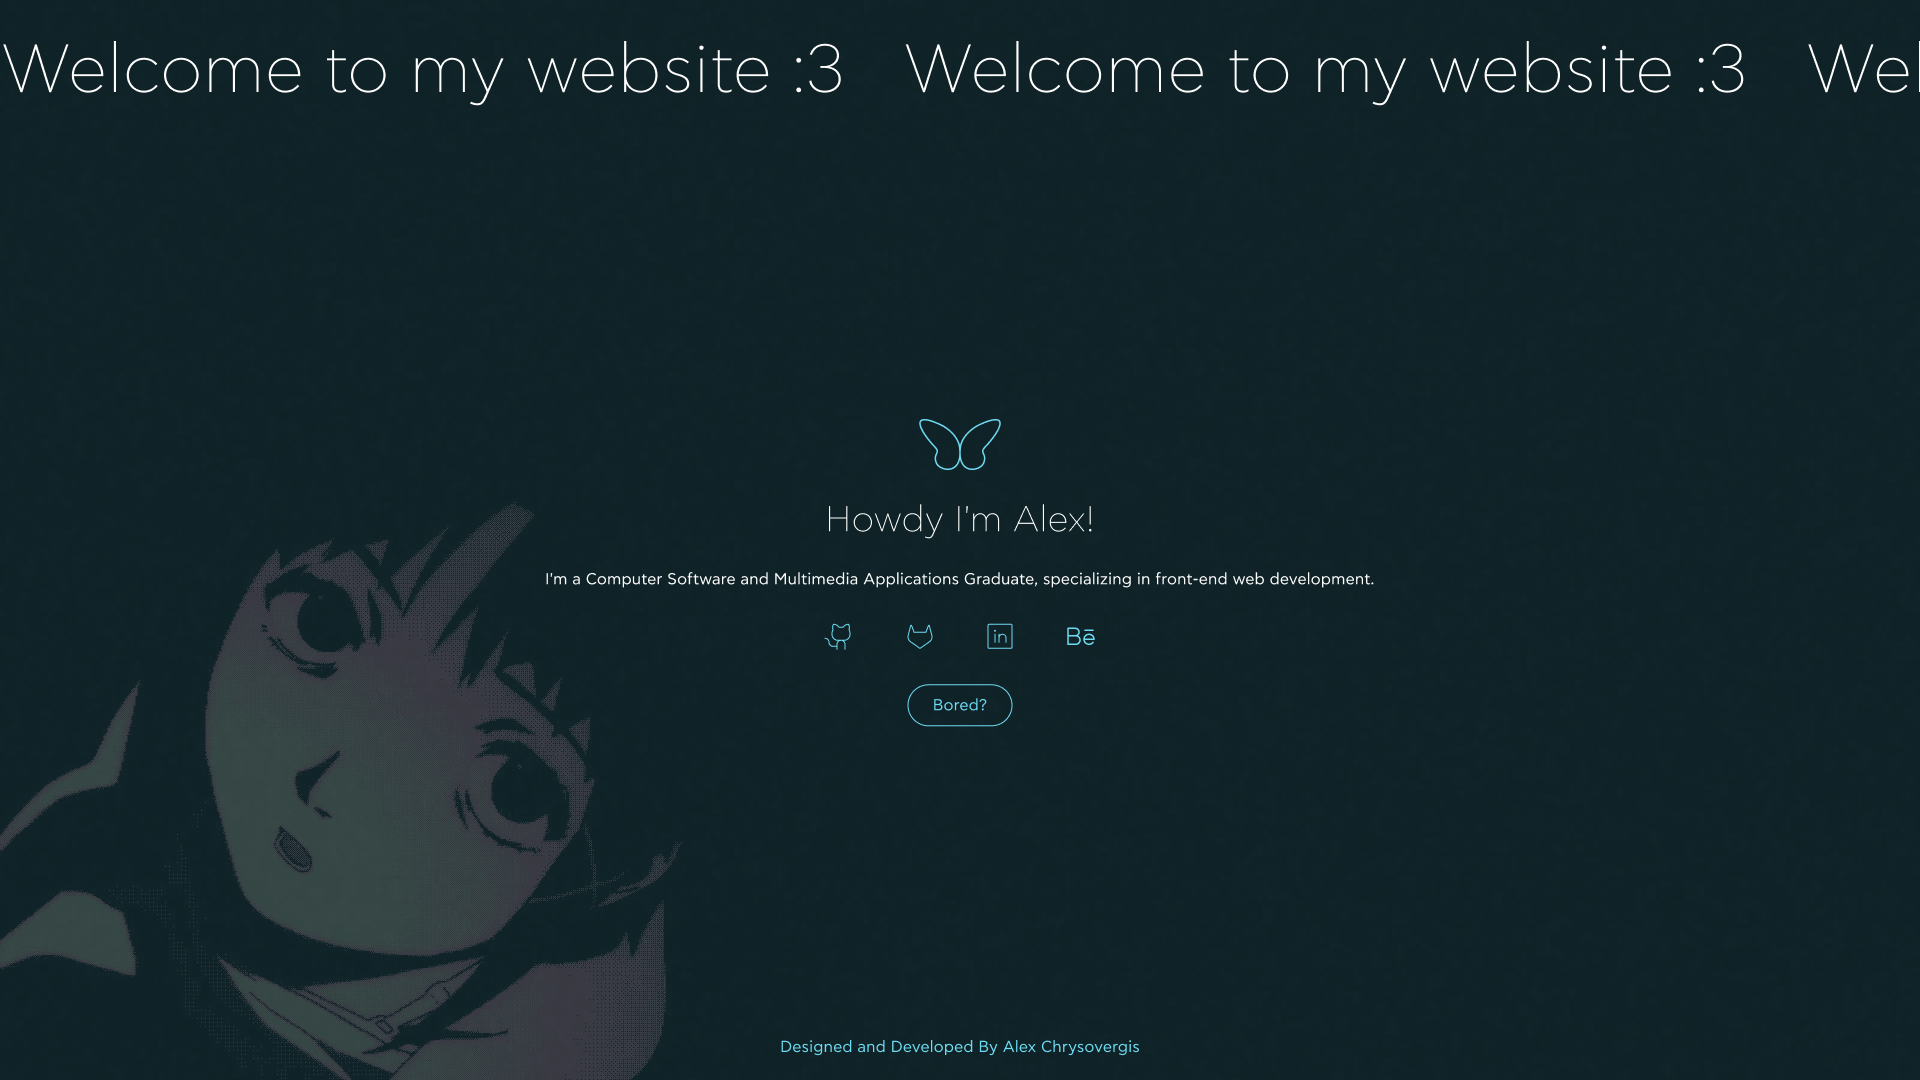 Welcome to my website :3 Welcome to my website :3 We
Howdy I'm Alex!
I'm a Computer Software and Multimedia Applications Graduate, specializing in front-end web development.
in Bē
Bored?
Designed and Developed By Alex Chrysovergis